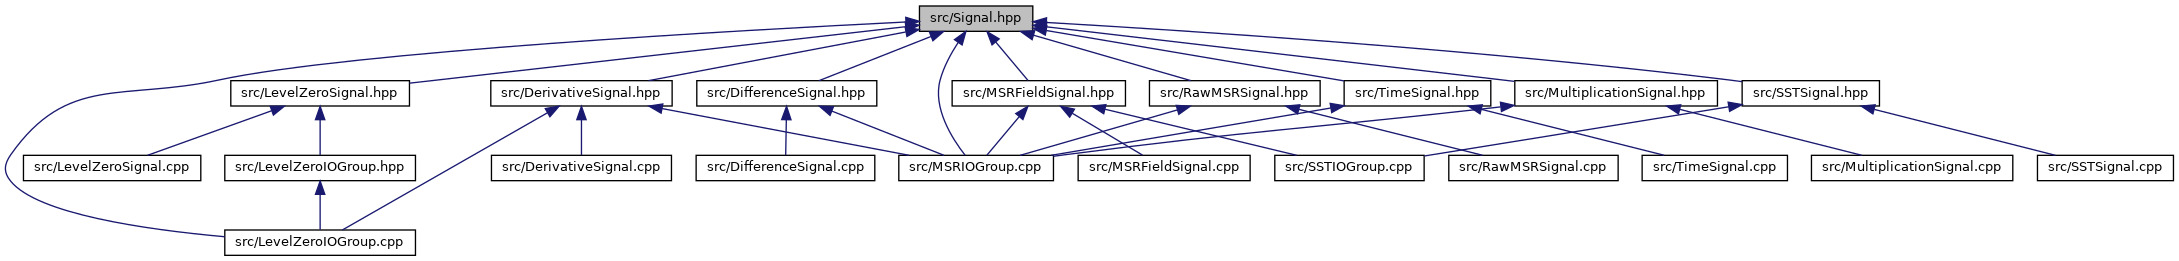 src/Signal.hpp
src/LevelZeroSignal.hpp
src/DerivativeSignal.hpp
src/DifferenceSignal.hpp
src/MSRFieldSignal.hpp
src/RawMSRSignal.hpp
src/TimeSignal.hpp
src/MultiplicationSignal.hpp
src/SSTSignal.hpp
src/LevelZeroSignal.cpp
src/LevelZeroIOGroup.hpp
src/DerivativeSignal.cpp
src/DifferenceSignal.cpp
src/MSRIOGroup.cpp
src/MSRFieldSignal.cpp
src/SSTIOGroup.cpp
src/RawMSRSignal.cpp
src/TimeSignal.cpp
src/MultiplicationSignal.cpp
src/SSTSignal.cpp
src/LevelZeroIOGroup.cpp